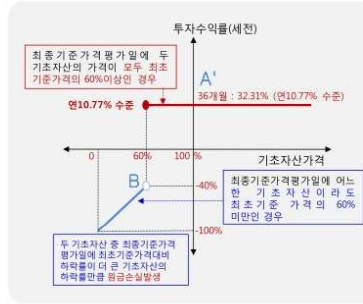 투자수익률(세전)
최종기준가격평가일에 두
기초자산의 가격이 모두 최초
기준가격의 60%이상인 경우
A'
36개월 : 32.31% (연10.77% 수준)
연10.77% 수준
0
60%
100 %
기초자산가격
B
-40%
-100%
최종기준가격평가일에 어느
한 기초자산이라도
최초기준 가격의 60%
미만인 경우
두 기초자산 중 최종기준가격
평가일에 최초기준가격대비
하락률이 더 큰 기초자산의
하락률만큼 원금손실발생